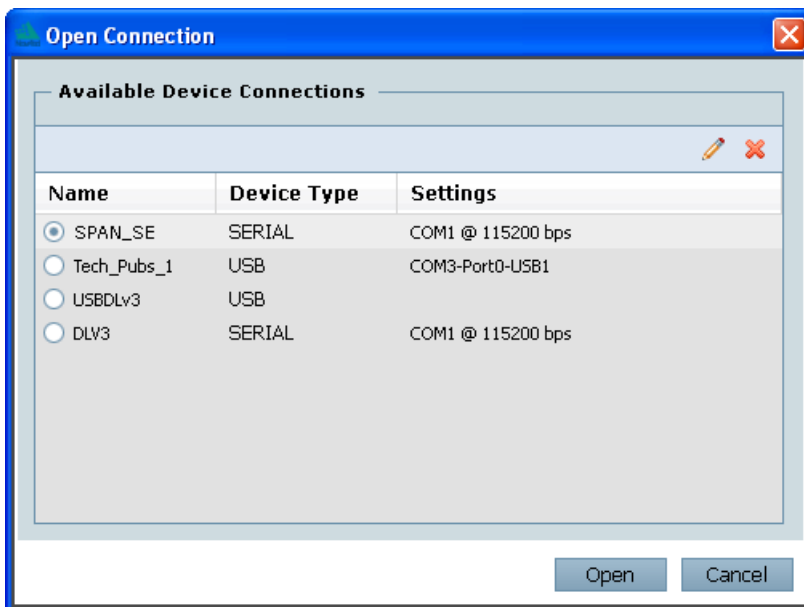 Open Connection
Available Device Connections
Name Device Type Settings
SPAN_SE SERIAL COM1 @ 115200 bps
Tech_Pubs_1 USB COM3-Port0-USB1
USBDLv3 USB
DLV3 SERIAL COM1 @ 115200 bps
Open Cancel